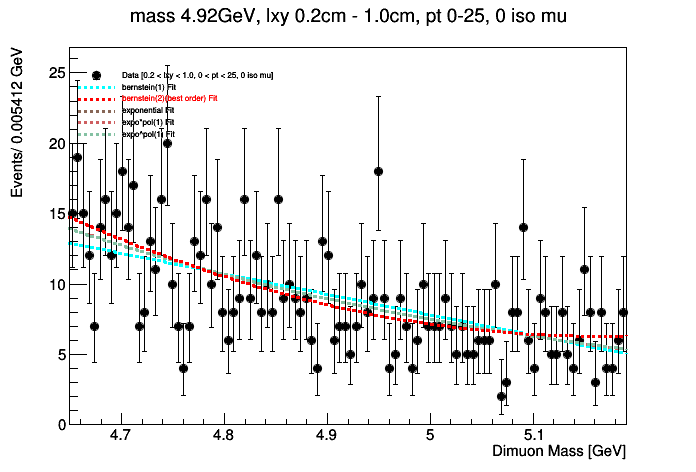 mass 4.92GeV, lxy 0.2cm - 1.0cm, pt 0-25, 0 iso mu
Events/ 0.005412 GeV
25
20
15
10
5
0
Data [0.2 < lxy < 1.0, 0 < pt < 25, 0 iso mu]
bernstein(1) Fit
bernstein(2)(best order) Fit
exponential Fit
expo*pol(1) Fit
expo^pol(1) Fit
4.7 4.8 4.9 5 5.1
Dimuon Mass [GeV]